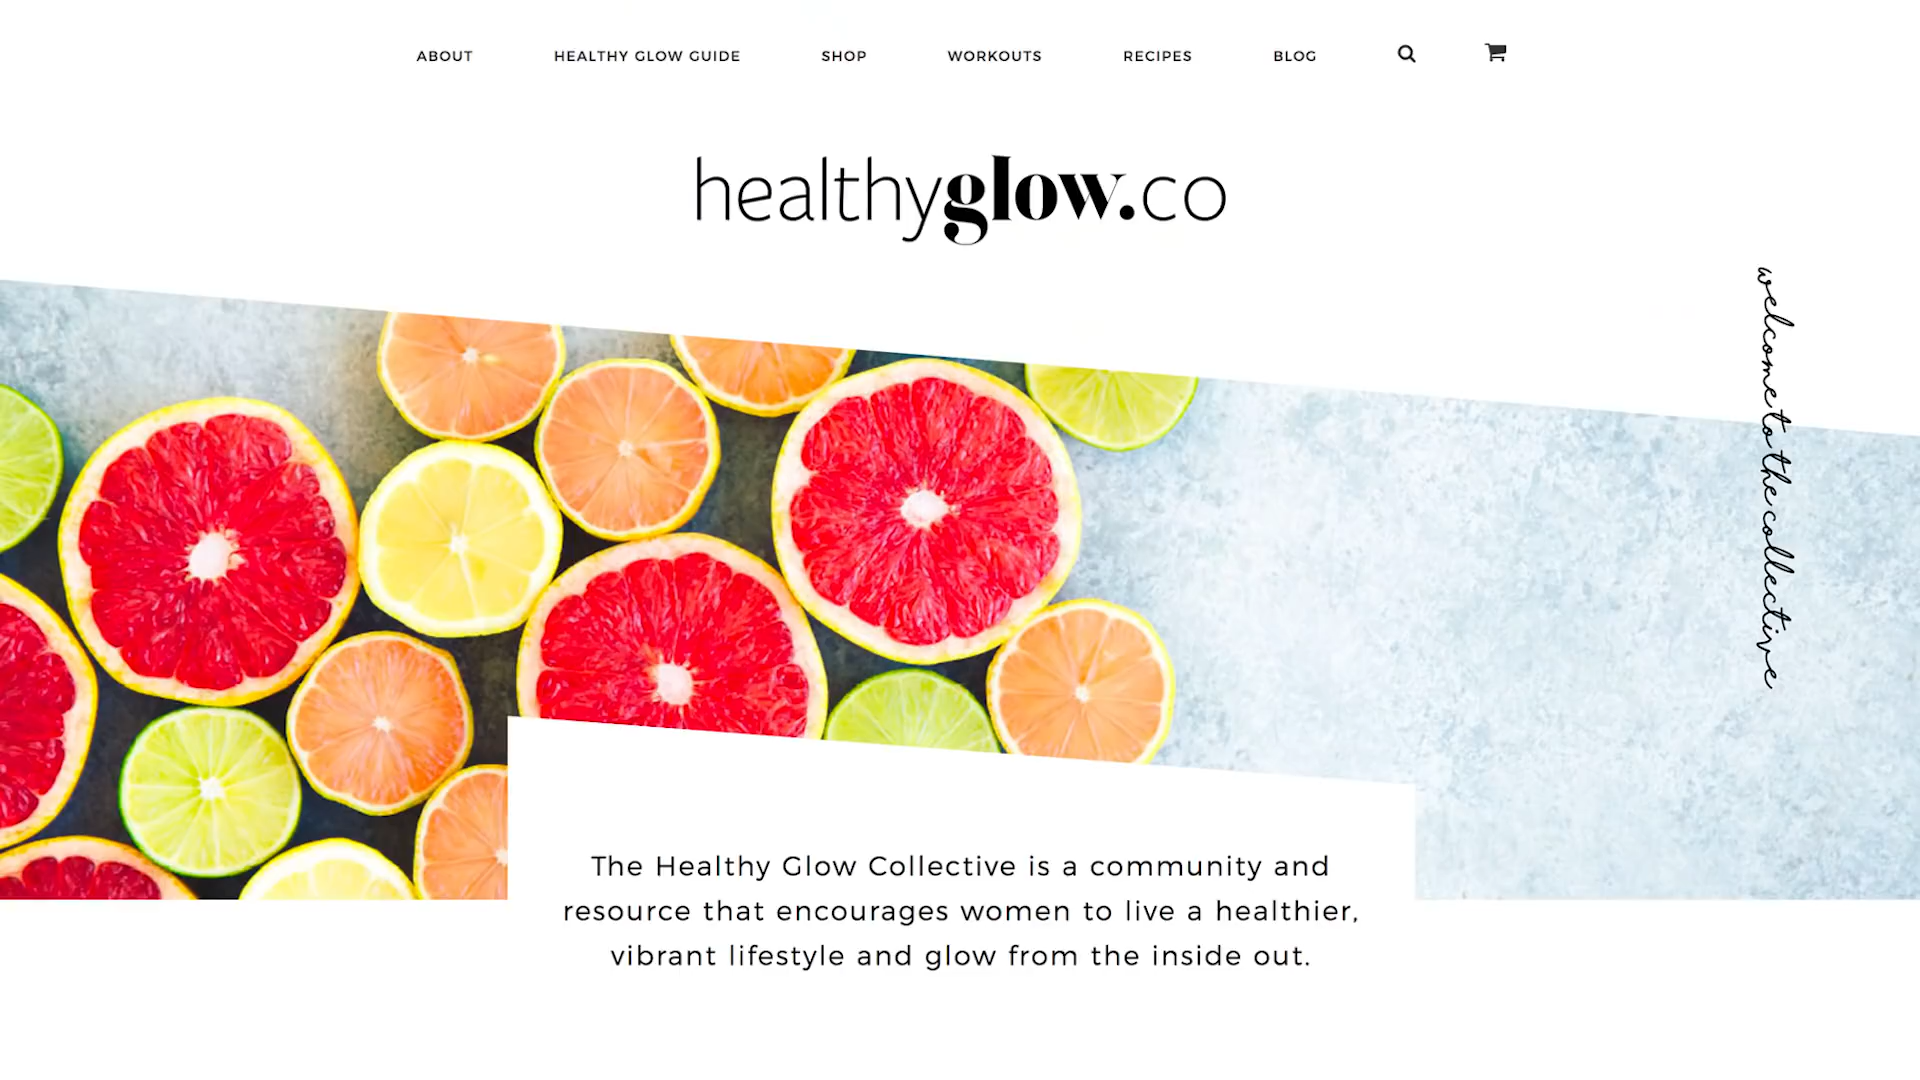 ABOUT HEALTHY GLOW GUIDE SHOP WORKOUTS RECIPES BLOG
healthyglow.co
welcome to the collective
The Healthy Glow Collective is a community and
resource that encourages women to live a healthier,
vibrant lifestyle and glow from the inside out.